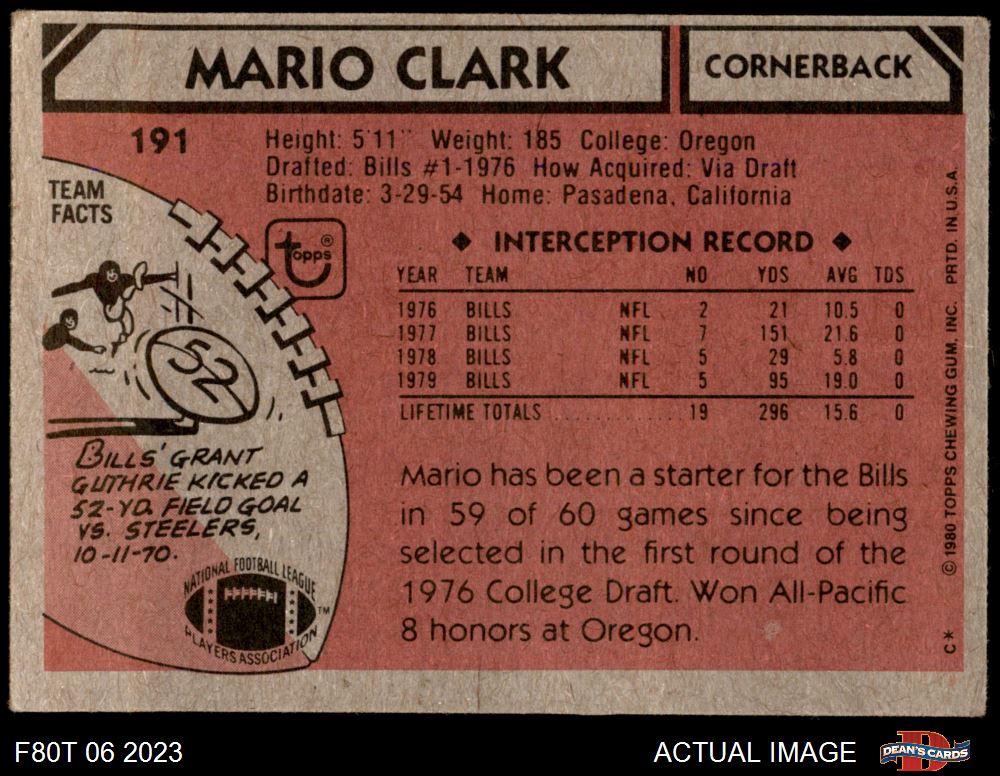 MARIO CLARK
CORNERBACK
191
Height: 5'11" Weight: 185 College: Oregon
Drafted: Bills #1-1976 How Acquired: Via Draft
Birthdate: 3-29-54 Home: Pasadena, California
TEAM
FACTS
topps®
◆ INTERCEPTION RECORD ◆
YEAR TEAM NO YDS AVG TDS
1976 BILLS NFL 2 21 10.5 0
1977 BILLS NFL 7 151 21.6 0
1978 BILLS NFL 5 29 5.8 0
1979 BILLS NFL 5 95 19.0 0
LIFETIME TOTALS ............ 19 296 15.6 0
52
BILLS' GRANT
GUTHRIE KICKED A
52-YD. FIELD GOAL
VS. STEELERS,
10-11-70.
NATIONAL FOOTBALL LEAGUE
PLAYERS ASSOCIATION
TM
Mario has been a starter for the Bills
in 59 of 60 games since being
selected in the first round of the
1976 College Draft. Won All-Pacific
8 honors at Oregon.
C* ©1980 TOPPS CHEWING GUM, INC. PRTD. IN U.S.A.
F80T 06 2023
ACTUAL IMAGE
D
DEAN'S CARDS